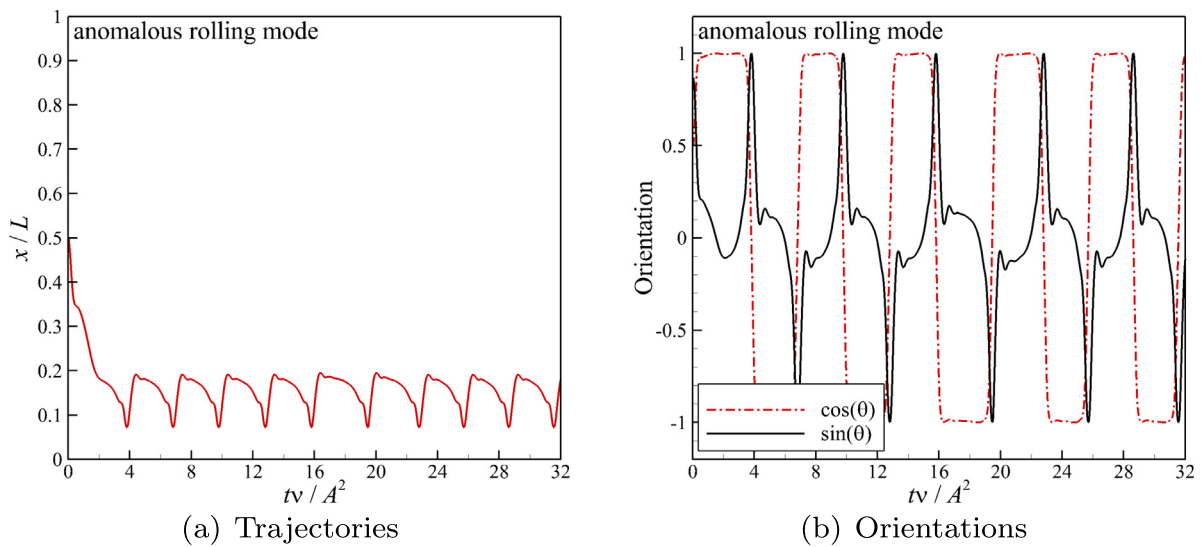 anomalous rolling mode
1
0.9
0.8
0.7
0.6
0.5
0.4
0.3
0.2
0.1
0
x / L
0 4 8 12 16 20 24 28 32
tν / A²
(a) Trajectories
anomalous rolling mode
1
0.5
0
-0.5
-1
Orientation
cos(θ)
sin(θ)
0 4 8 12 16 20 24 28 32
tν / A²
(b) Orientations